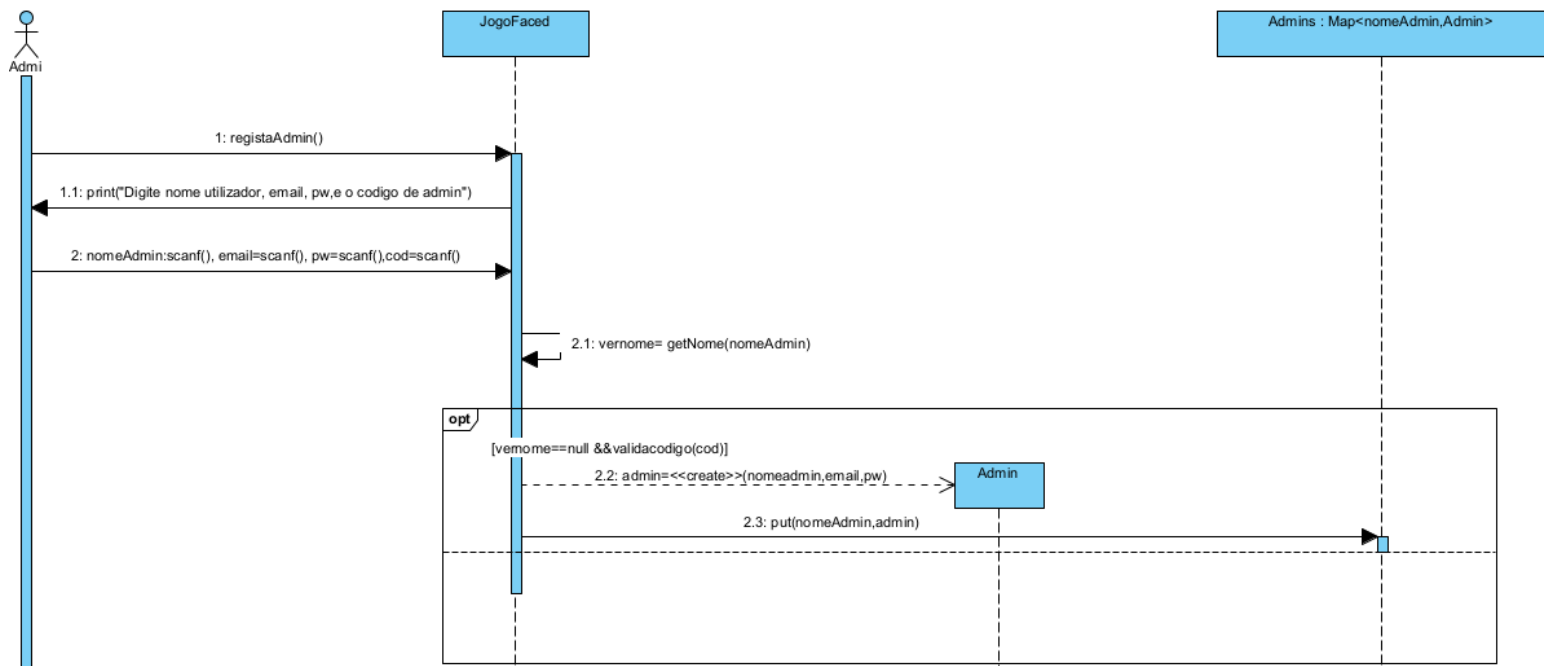 JogoFaced
Admins : Map<nomeAdmin,Admin>
Admi
1: registaAdmin()
1.1: print("Digite nome utilizador, email, pw,e o codigo de admin")
2: nomeAdmin:scanf(), email=scanf(), pw=scanf(),cod=scanf()
2.1: vernome= getNome(nomeAdmin)
opt
[vernome==null &&validacodigo(cod)]
2.2: admin=<<create>>(nomeadmin,email,pw)
Admin
2.3: put(nomeAdmin,admin)